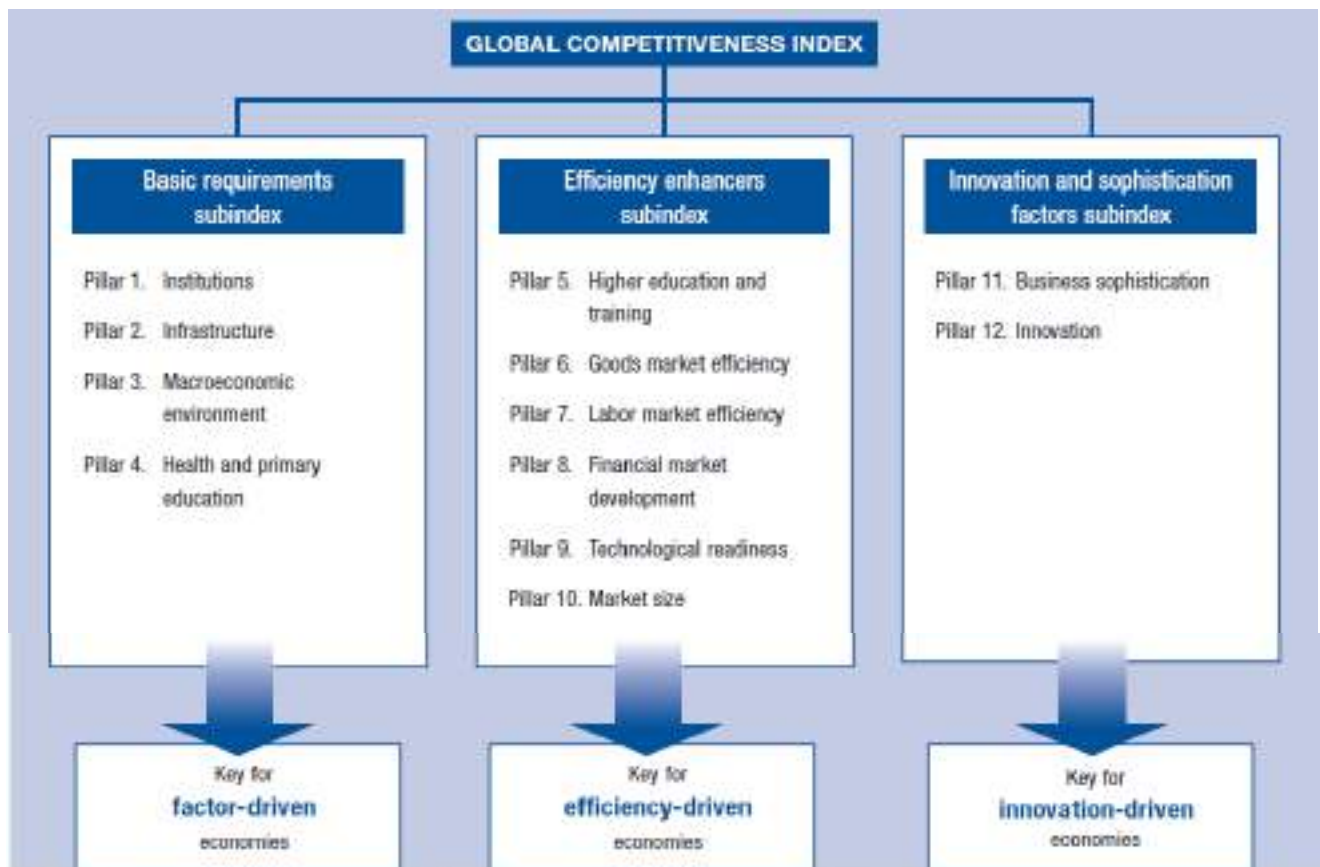 GLOBAL COMPETITIVENESS INDEX
Basic requirements
subindex
Pillar 1. Institutions
Pillar 2. Infrastructure
Pillar 3. Macroeconomic
environment
Pillar 4. Health and primary
education
Key for
factor-driven
economies
Efficiency enhancers
subindex
Pillar 5. Higher education and
training
Pillar 6. Goods market efficiency
Pillar 7. Labor market efficiency
Pillar 8. Financial market
development
Pillar 9. Technological readiness
Pillar 10. Market size
Key for
efficiency-driven
economies
Innovation and sophistication
factors subindex
Pillar 11. Business sophistication
Pillar 12. Innovation
Key for
innovation-driven
economies